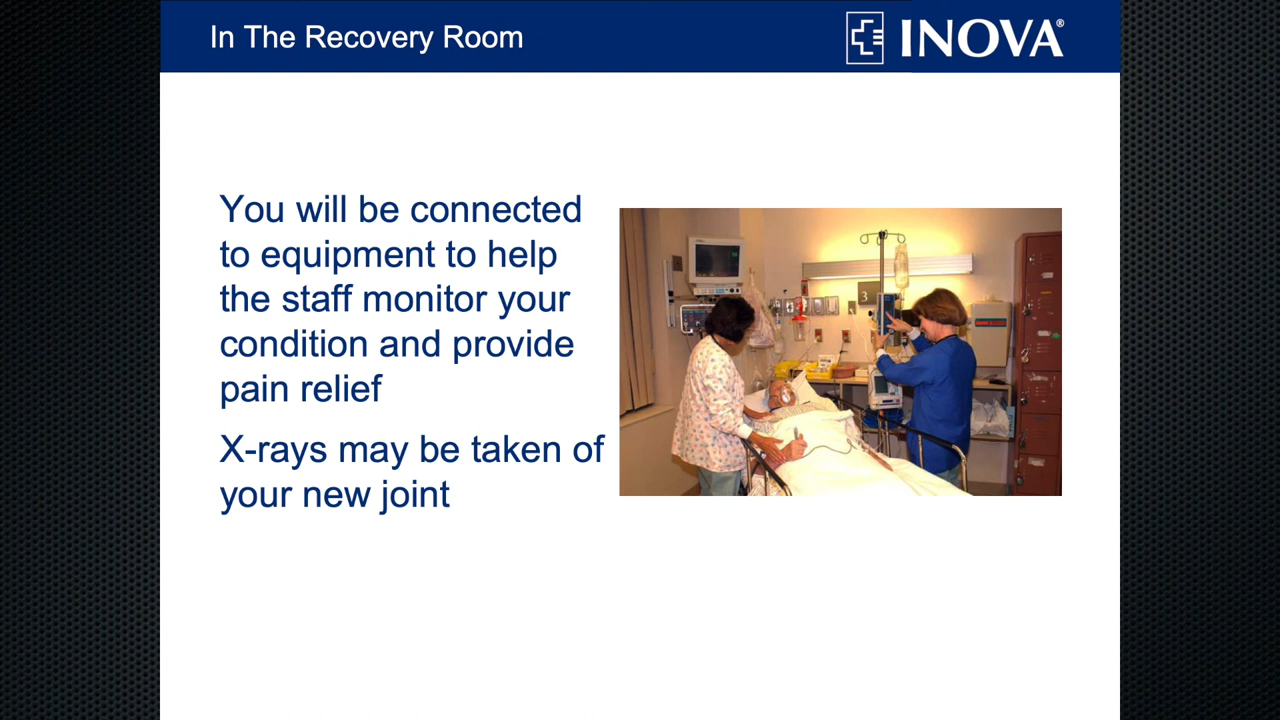 In The Recovery Room
INOVA®
You will be connected
to equipment to help
the staff monitor your
condition and provide
pain relief
X-rays may be taken of
your new joint
3